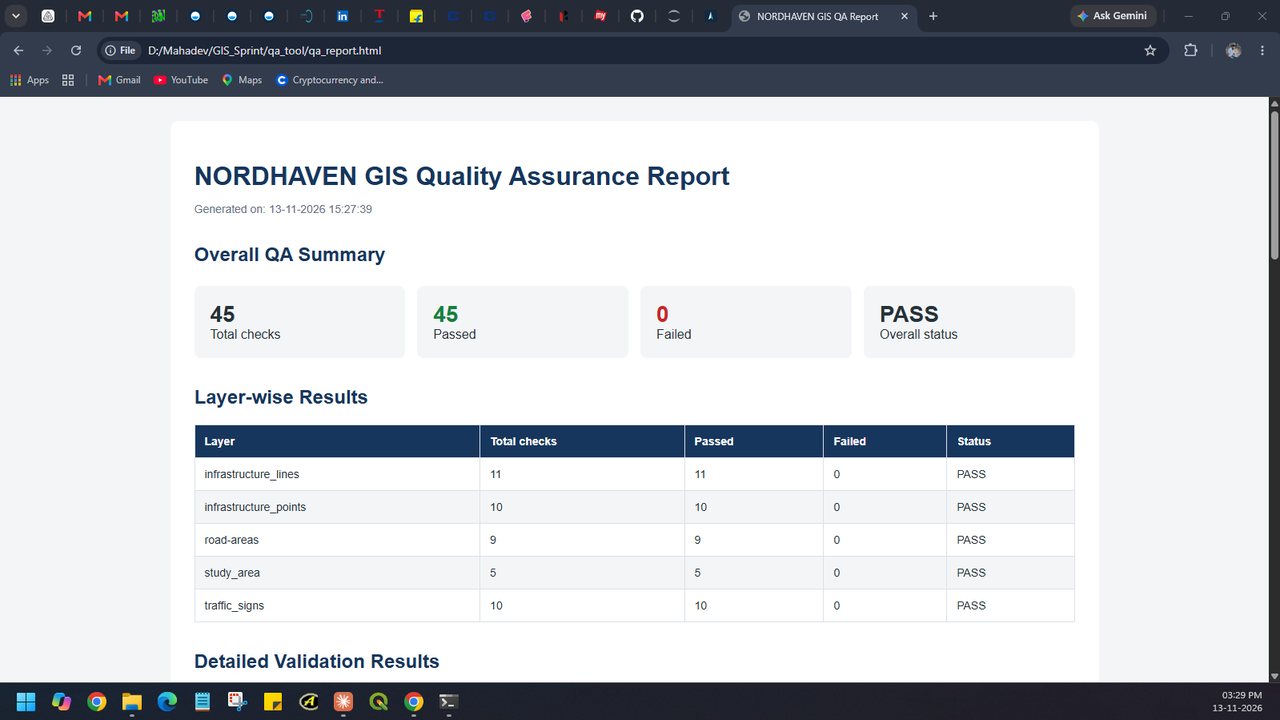 NORDHAVEN GIS QA Report
Ask Gemini
File D:/Mahadev/GIS_Sprint/qa_tool/qa_report.html
Apps Gmail YouTube Maps Cryptocurrency and...
NORDHAVEN GIS Quality Assurance Report
Generated on: 13-11-2026 15:27:39
Overall QA Summary
45 45 0 PASS
Total checks Passed Failed Overall status
Layer-wise Results
Layer Total checks Passed Failed Status
infrastructure_lines 11 11 0 PASS
infrastructure_points 10 10 0 PASS
road-areas 9 9 0 PASS
study_area 5 5 0 PASS
traffic_signs 10 10 0 PASS
Detailed Validation Results
03:29 PM
13-11-2026